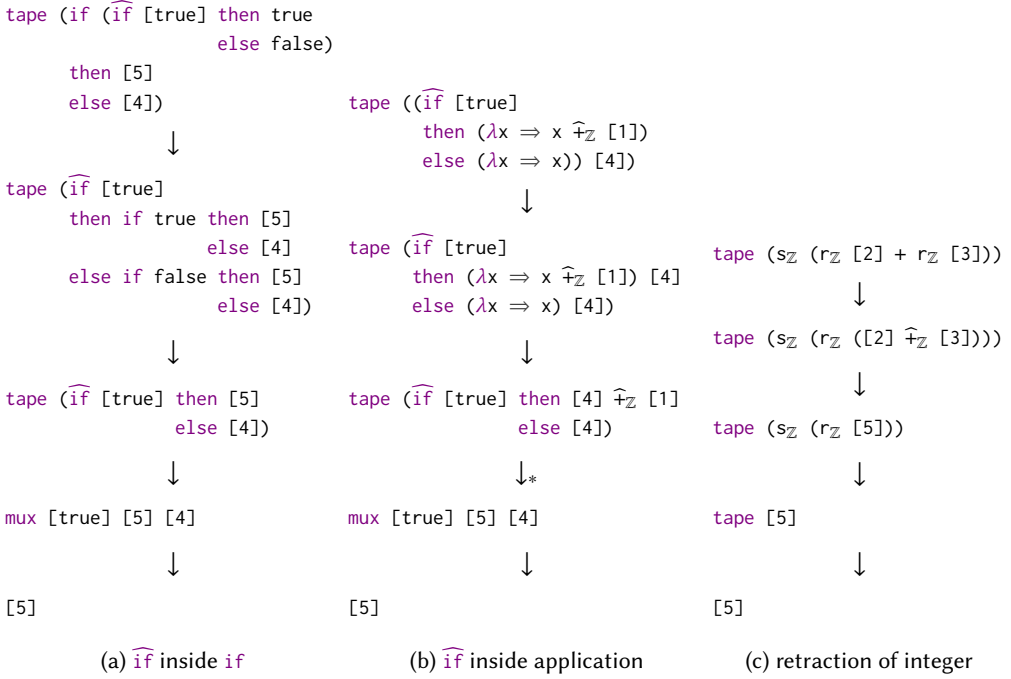 tape (if (if͡ [true] then true
else false)
then [5]
else [4])
↓
tape (if͡ [true]
then if true then [5]
else [4]
else if false then [5]
else [4])
↓
tape (if͡ [true] then [5]
else [4])
↓
mux [true] [5] [4]
↓
[5]
(a) if͡ inside if
tape ((if͡ [true]
then (λx ⇒ x +̂ℤ [1])
else (λx ⇒ x)) [4])
↓
tape (if͡ [true]
then (λx ⇒ x +̂ℤ [1]) [4]
else (λx ⇒ x) [4])
↓
tape (if͡ [true] then [4] +̂ℤ [1]
else [4])
↓*
mux [true] [5] [4]
↓
[5]
(b) if͡ inside application
tape (sℤ (rℤ [2] + rℤ [3]))
↓
tape (sℤ (rℤ ([2] +̂ℤ [3])))
↓
tape (sℤ (rℤ [5]))
↓
tape [5]
↓
[5]
(c) retraction of integer